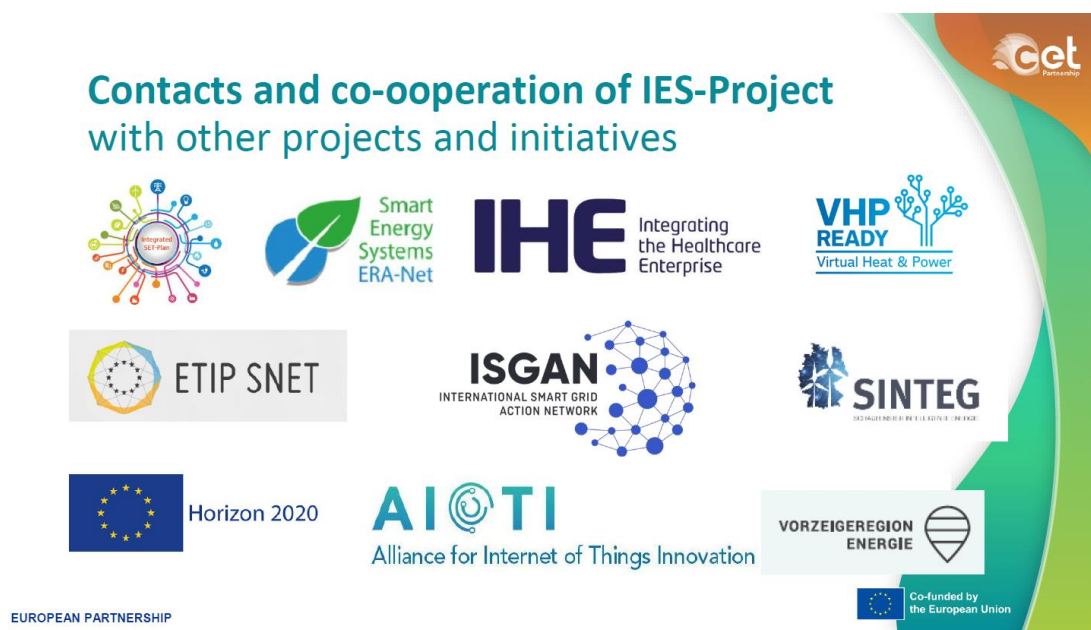 cet
Partnership
Contacts and co-ooperation of IES-Project
with other projects and initiatives
Integrated
SET-Plan
Smart
Energy
Systems
ERA-Net
IHE
Integrating
the Healthcare
Enterprise
VHP
READY
Virtual Heat & Power
ETIP SNET
ISGAN
INTERNATIONAL SMART GRID
ACTION NETWORK
SINTEG
SCHAUFENSTER INTELLIGENTE ENERGIE
Horizon 2020
AIOTI
Alliance for Internet of Things Innovation
VORZEIGEREGION
ENERGIE
Co-funded by
the European Union
EUROPEAN PARTNERSHIP